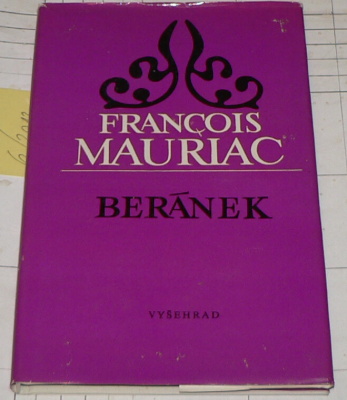 FRANÇOIS
MAURIAC
BERÁNEK
VYŠEHRAD